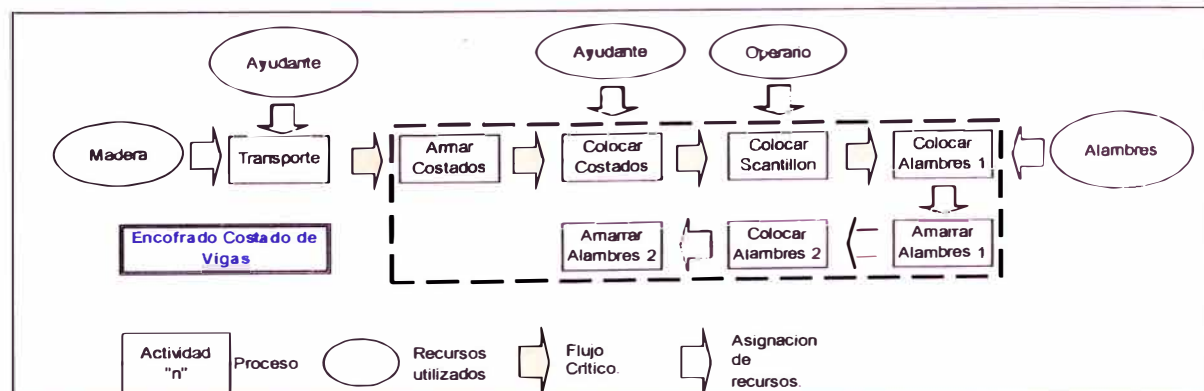 Ayudante
Ayudante
Operario
Madera
Transporte
Armar
Costados
Colocar
Costados
Colocar
Scantillon
Colocar
Alambres 1
Alambres
Encofrado Costado de
Vigas
Amarrar
Alambres 2
Colocar
Alambres 2
Amarrar
Alambres 1
Actividad
"n"
Proceso
Recursos
utilizados
Flujo
Crítico.
Asignacion
de
recursos.